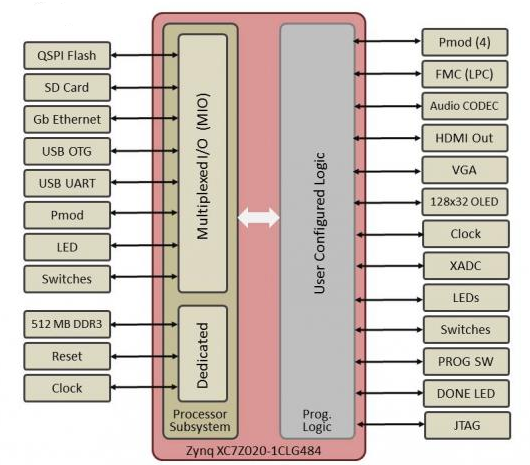 QSPI Flash
SD Card
Gb Ethernet
USB OTG
USB UART
Pmod
LED
Switches
512 MB DDR3
Reset
Clock
Multiplexed I/O (MIO)
Dedicated
Processor
Subsystem
User Configured Logic
Prog.
Logic
Zynq XC7Z020-1CLG484
Pmod (4)
FMC (LPC)
Audio CODEC
HDMI Out
VGA
128x32 OLED
Clock
XADC
LEDs
Switches
PROG SW
DONE LED
JTAG